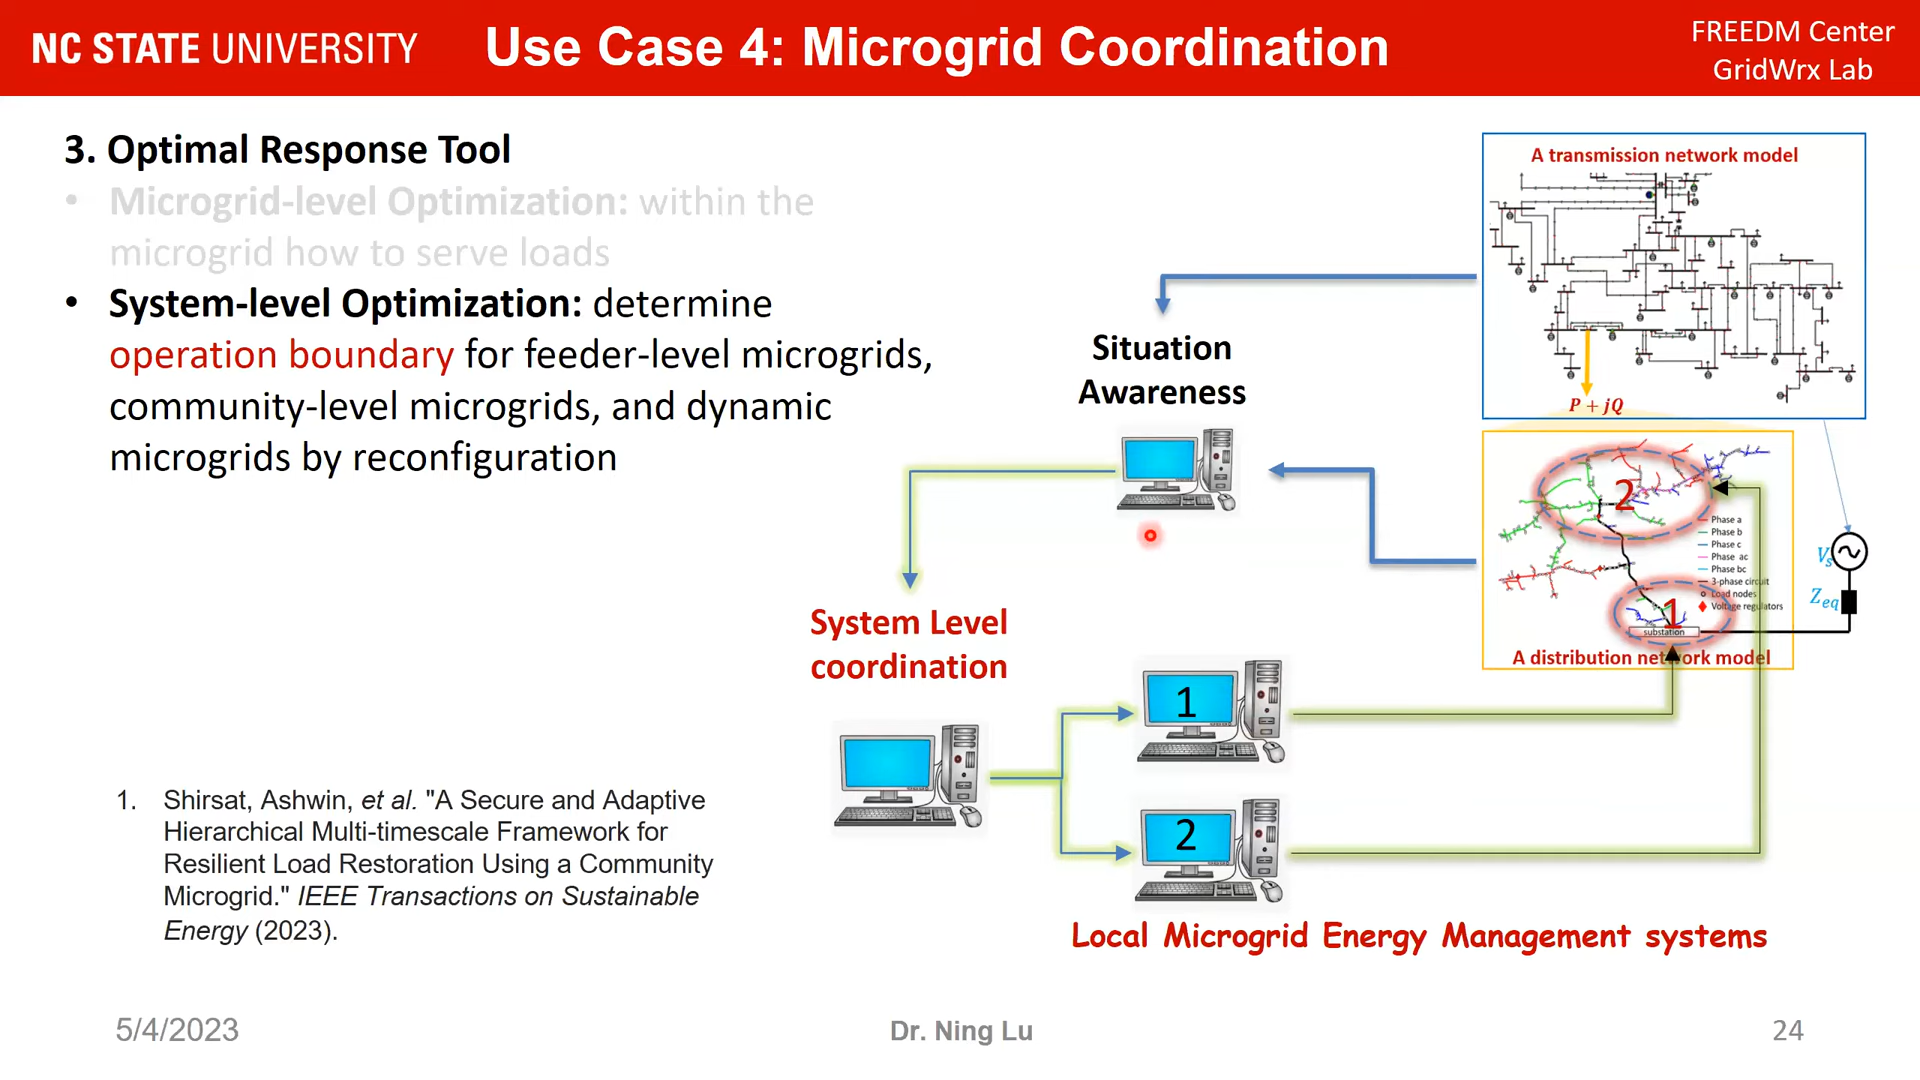 NC STATE UNIVERSITY
Use Case 4: Microgrid Coordination
FREEDM Center
GridWrx Lab
3. Optimal Response Tool
• Microgrid-level Optimization: within the
microgrid how to serve loads
• System-level Optimization: determine
operation boundary for feeder-level microgrids,
community-level microgrids, and dynamic
microgrids by reconfiguration
1. Shirsat, Ashwin, et al. "A Secure and Adaptive
Hierarchical Multi-timescale Framework for
Resilient Load Restoration Using a Community
Microgrid." IEEE Transactions on Sustainable
Energy (2023).
A transmission network model
P + jQ
Situation
Awareness
2
Phase a
Phase b
Phase c
Phase ac
Phase bc
3-phase circuit
Load nodes
Voltage regulators
1
substation
A distribution network model
Vs
Zeq
System Level
coordination
1
2
Local Microgrid Energy Management systems
5/4/2023
Dr. Ning Lu
24